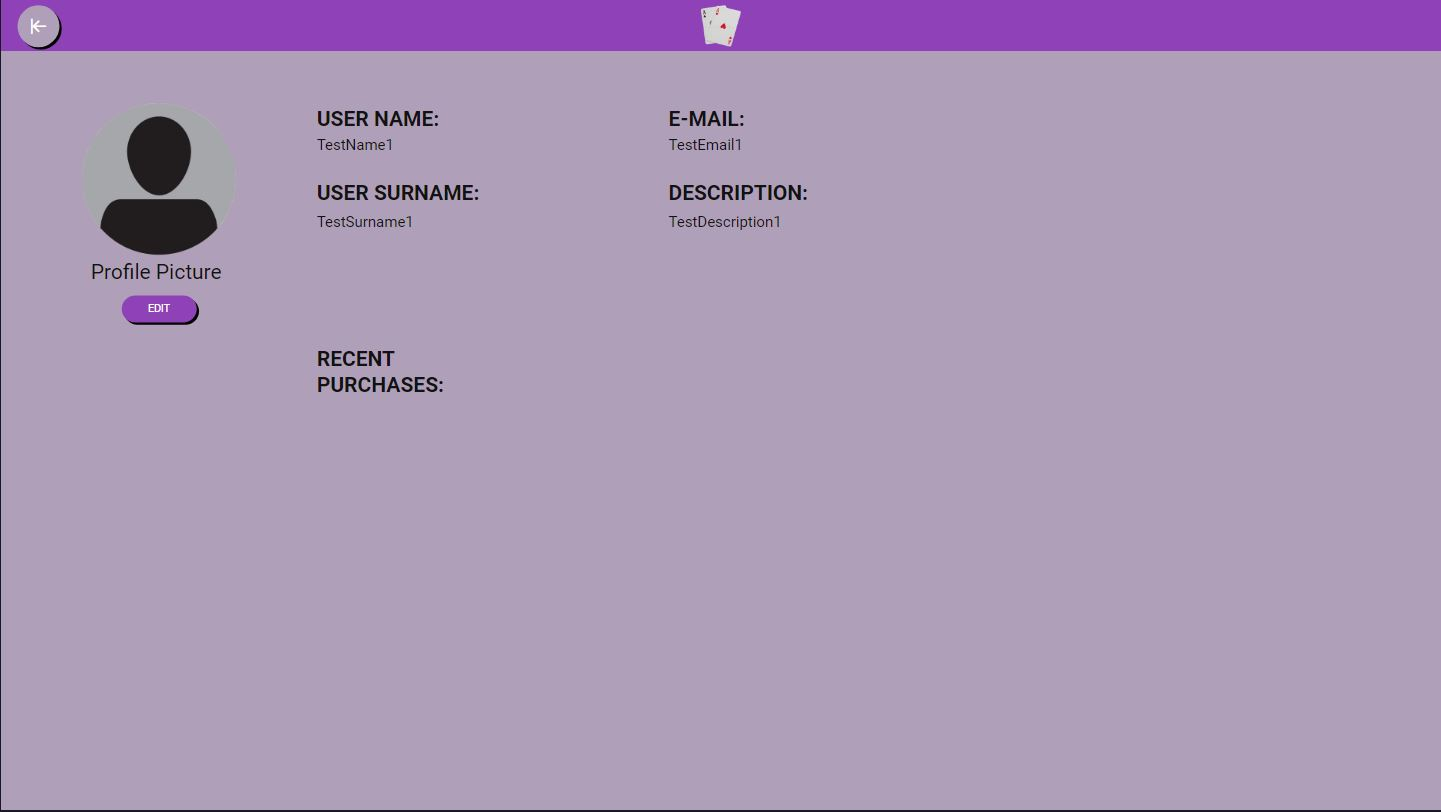 USER NAME:
TestName1
E-MAIL:
TestEmail1
USER SURNAME:
TestSurname1
DESCRIPTION:
TestDescription1
Profile Picture
EDIT
RECENT
PURCHASES: